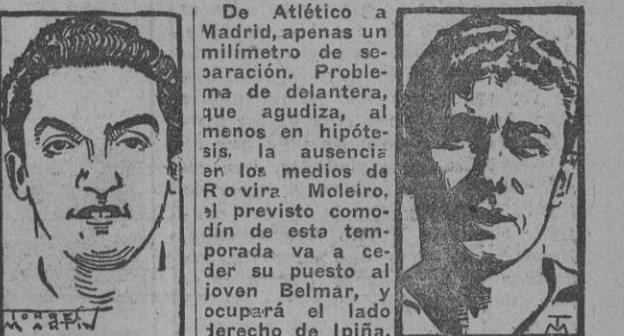 De Atlético a
Madrid, apenas un
milímetro de se-
paración. Proble-
ma de delantera,
que agudiza, al
menos en hipóte-
sis, la ausencia
en los medios de
Rovira Moleiro,
el previsto como-
dín de esta tem-
porada va a ce-
der su puesto al
joven Belmar, y
ocupará el lado
derecho de Ipiña.
JORGE
MARTIN